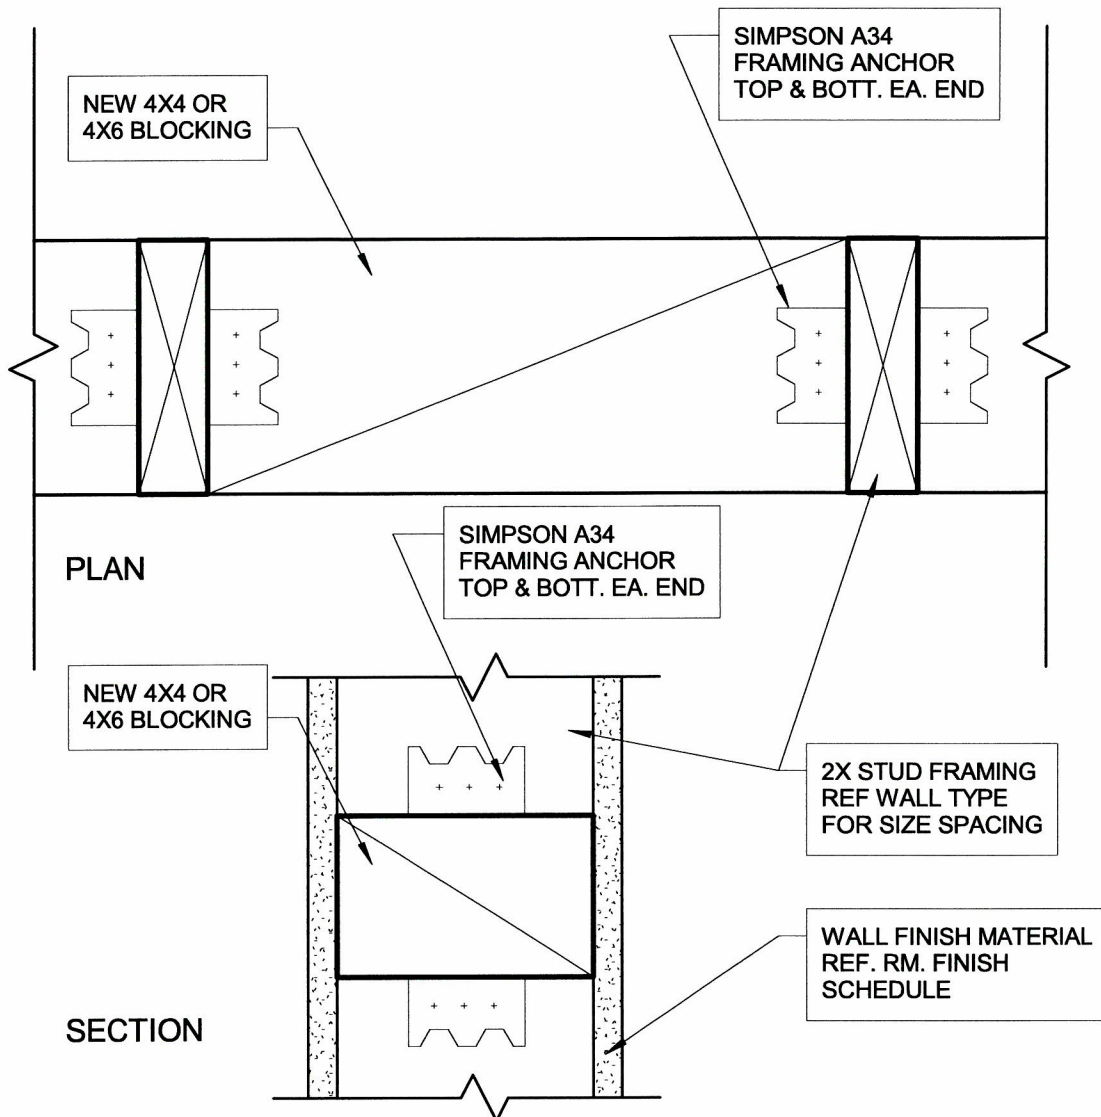 SIMPSON A34
FRAMING ANCHOR
TOP & BOTT. EA. END
NEW 4X4 OR
4X6 BLOCKING
PLAN
SIMPSON A34
FRAMING ANCHOR
TOP & BOTT. EA. END
NEW 4X4 OR
4X6 BLOCKING
2X STUD FRAMING
REF WALL TYPE
FOR SIZE SPACING
WALL FINISH MATERIAL
REF. RM. FINISH
SCHEDULE
SECTION